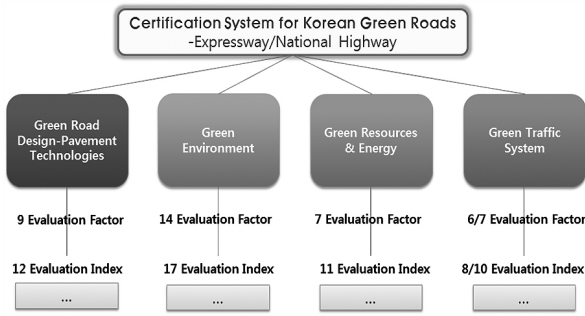 Certification System for Korean Green Roads
-Expressway/National Highway
Green Road
Design-Pavement
Technologies
Green
Environment
Green Resources
& Energy
Green Traffic
System
9 Evaluation Factor
14 Evaluation Factor
7 Evaluation Factor
6/7 Evaluation Factor
12 Evaluation Index
17 Evaluation Index
11 Evaluation Index
8/10 Evaluation Index
...
...
...
...